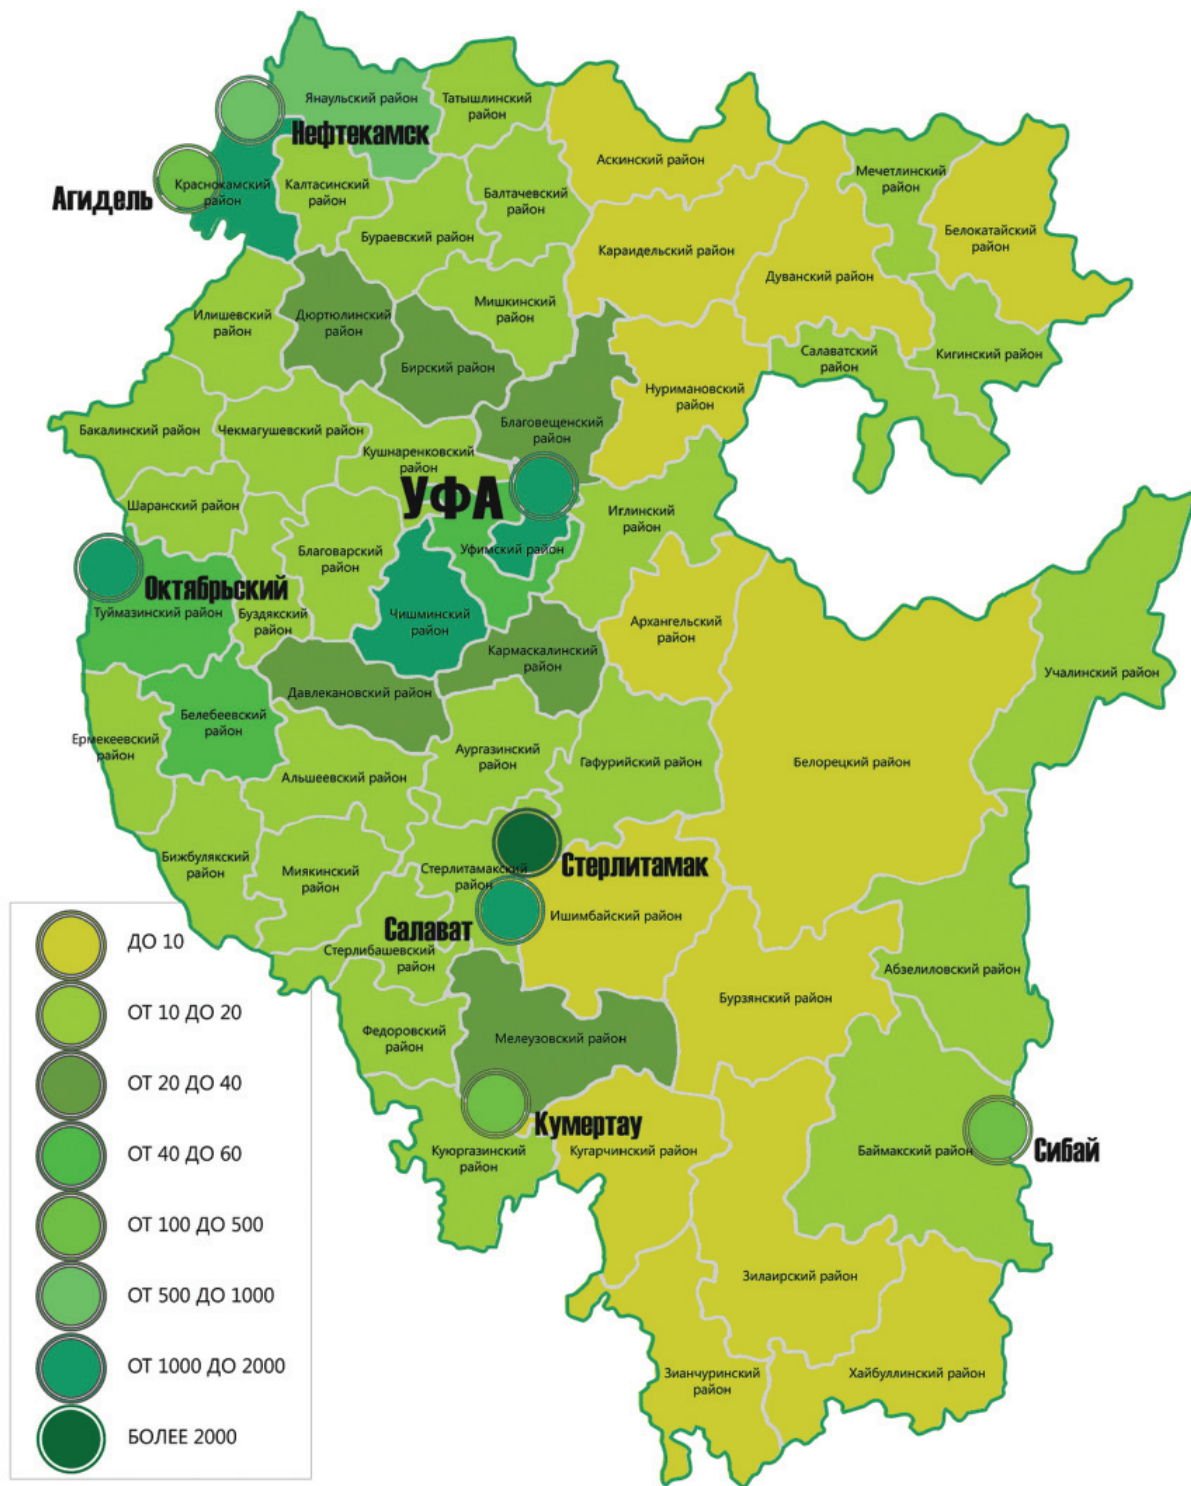 Янаульский район
Татышлинский
район
Нефтекамск
Аскинский район
Мечетлинский
район
Агидель
Краснокамский
район
Калтасинский
район
Балтачевский
район
Белокатайский
район
Бураевский район
Караидельский район
Дуванский район
Илишевский
район
Дюртюлинский
район
Мишкинский
район
Салаватский
район
Кигинский район
Бирский район
Нуримановский
район
Бакалинский район
Чекмагушевский район
Благовещенский
район
Кушнаренковский
район
УФА
Шаранский район
Иглинский
район
Благоварский
район
Уфимский район
Октябрьский
Туймазинский район
Буздякский
район
Чишминский
район
Архангельский
район
Кармаскалинский
район
Учалинский район
Давлекановский район
Белебеевский
район
Ермекеевский
район
Аургазинский
район
Гафурийский район
Белорецкий район
Альшеевский район
Бижбулякский
район
Миякинский
район
Стерлитамакский
район
Стерлитамак
Салават
Ишимбайский район
Стерлибашевский
район
Абзелиловский район
Бурзянский район
Федоровский
район
Мелеузовский район
Кумертау
Куюргазинский
район
Кугарчинский район
Баймакский район
Сибай
Зилаирский район
Зианчуринский
район
Хайбуллинский район
ДО 10
ОТ 10 ДО 20
ОТ 20 ДО 40
ОТ 40 ДО 60
ОТ 100 ДО 500
ОТ 500 ДО 1000
ОТ 1000 ДО 2000
БОЛЕЕ 2000